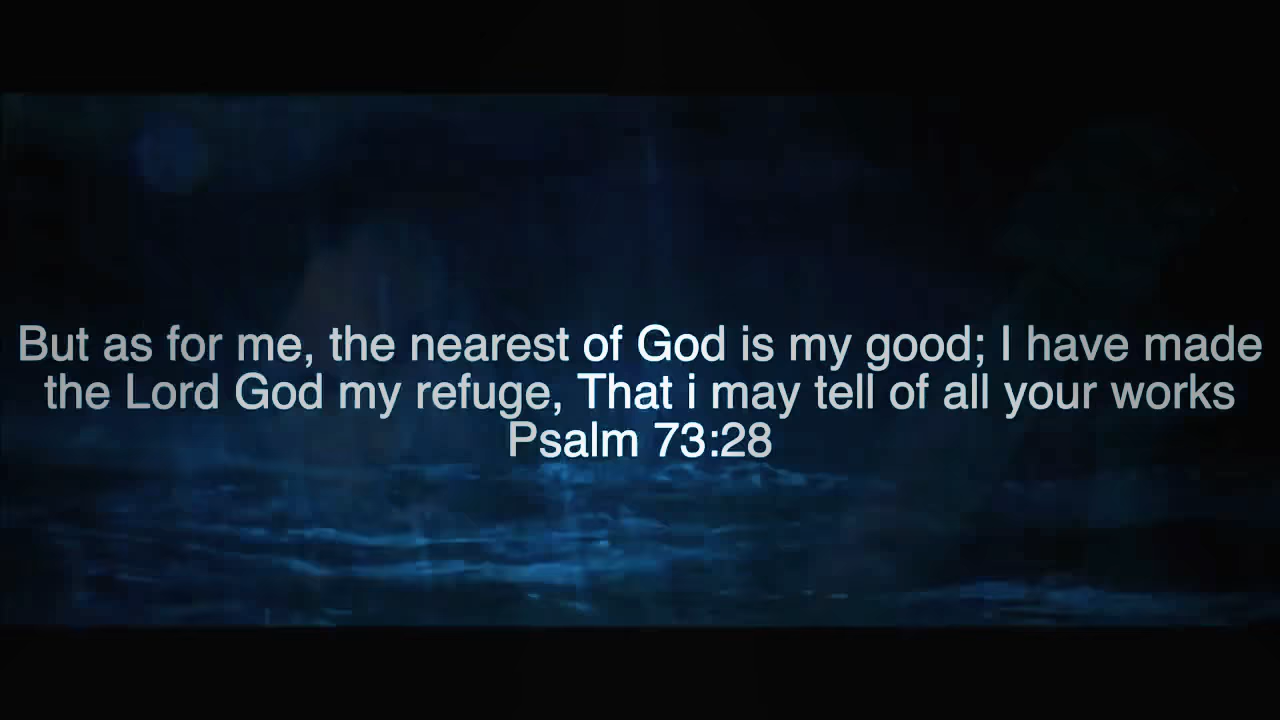 But as for me, the nearest of God is my good; I have made
the Lord God my refuge, That i may tell of all your works
Psalm 73:28